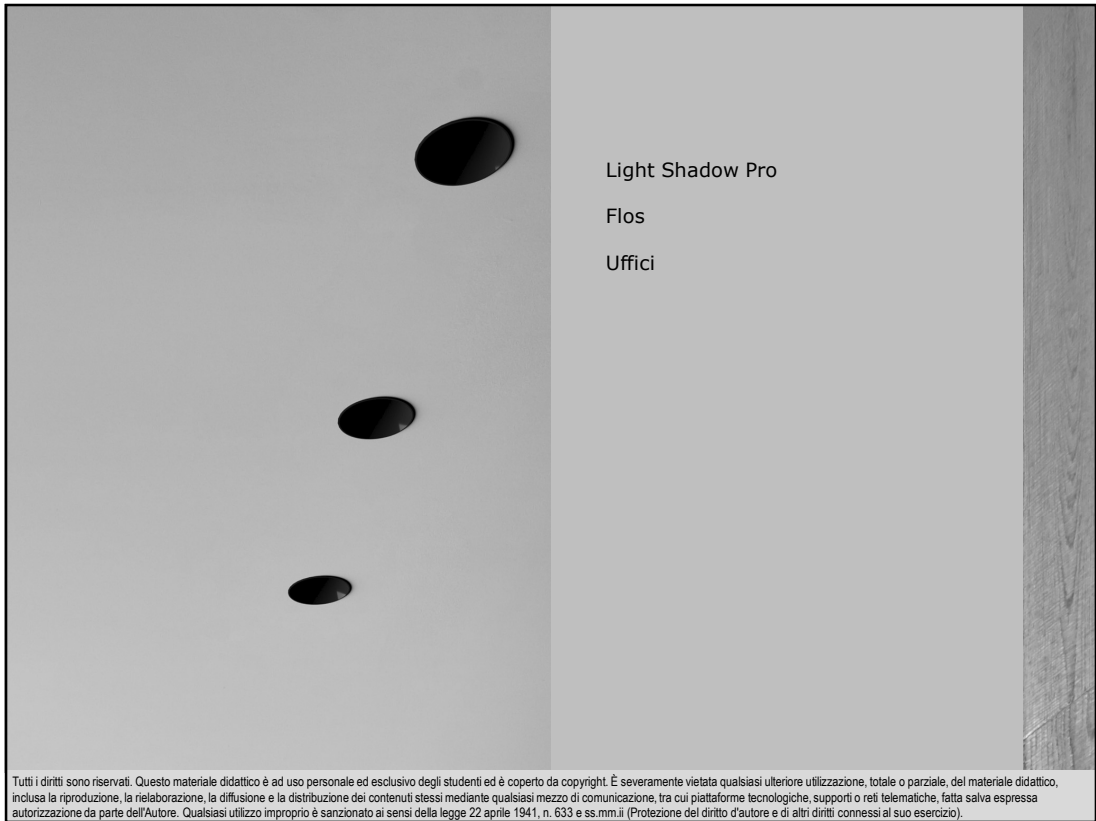 Light Shadow Pro
Flos
Uffici
Tutti i diritti sono riservati. Questo materiale didattico è ad uso personale ed esclusivo degli studenti ed è coperto da copyright. È severamente vietata qualsiasi ulteriore utilizzazione, totale o parziale, del materiale didattico,
inclusa la riproduzione, la rielaborazione, la diffusione e la distribuzione dei contenuti stessi mediante qualsiasi mezzo di comunicazione, tra cui piattaforme tecnologiche, supporti o reti telematiche, fatta salva espressa
autorizzazione da parte dell'Autore. Qualsiasi utilizzo improprio è sanzionato ai sensi della legge 22 aprile 1941, n. 633 e ss.mm.ii (Protezione del diritto d'autore e di altri diritti connessi al suo esercizio).